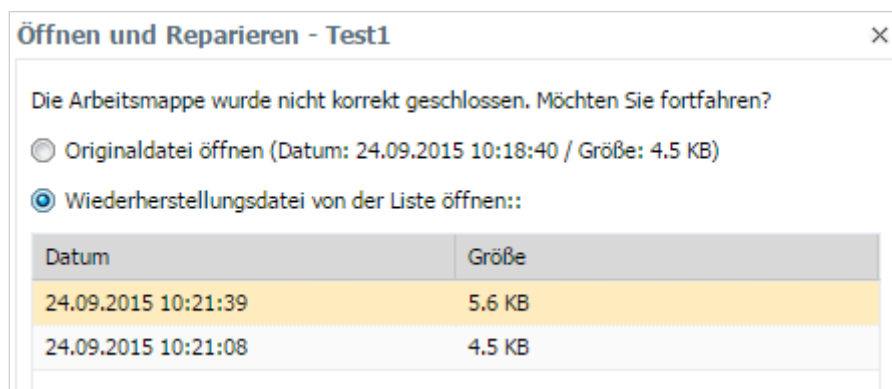 Öffnen und Reparieren - Test1
Die Arbeitsmappe wurde nicht korrekt geschlossen. Möchten Sie fortfahren?
Originaldatei öffnen (Datum: 24.09.2015 10:18:40 / Größe: 4.5 KB)
Wiederherstellungsdatei von der Liste öffnen::
Datum Größe
24.09.2015 10:21:39 5.6 KB
24.09.2015 10:21:08 4.5 KB